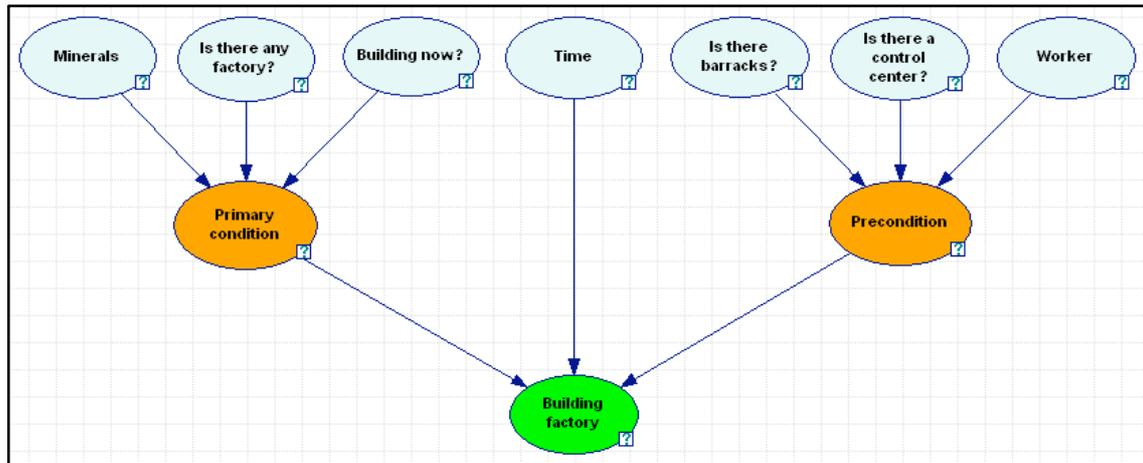 Minerals
Is there any
factory?
Building now?
Time
Is there
barracks?
Is there a
control
center?
Worker
?
?
?
?
?
?
?
Primary
condition
?
Precondition
?
Building
factory
?